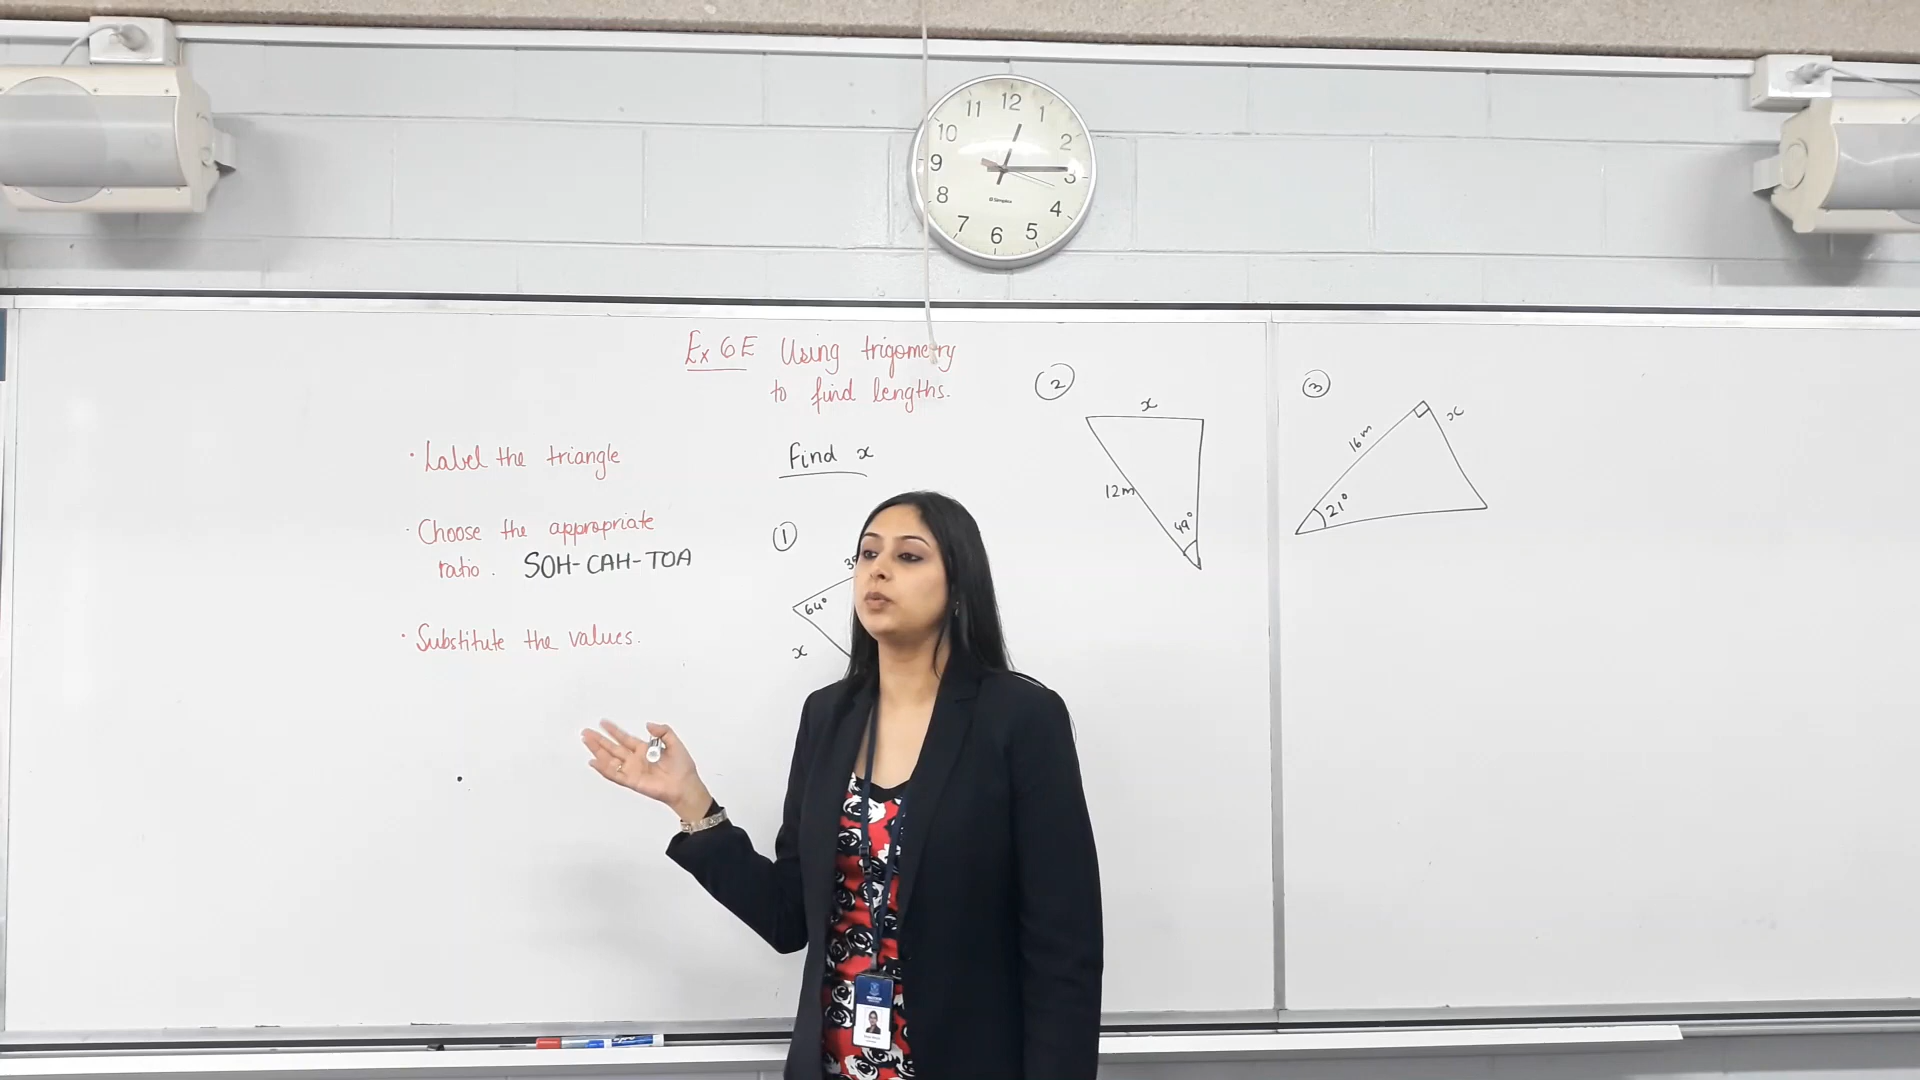 12
11
1
10
2
9
3
8
4
7
5
6
Ex 6E Using trigometry
to find lengths.
· Label the triangle
· Choose the appropriate
ratio. SOH-CAH-TOA
· Substitute the values.
Find x
1
64°
x
2
x
12m
49°
3
16m
x
21°